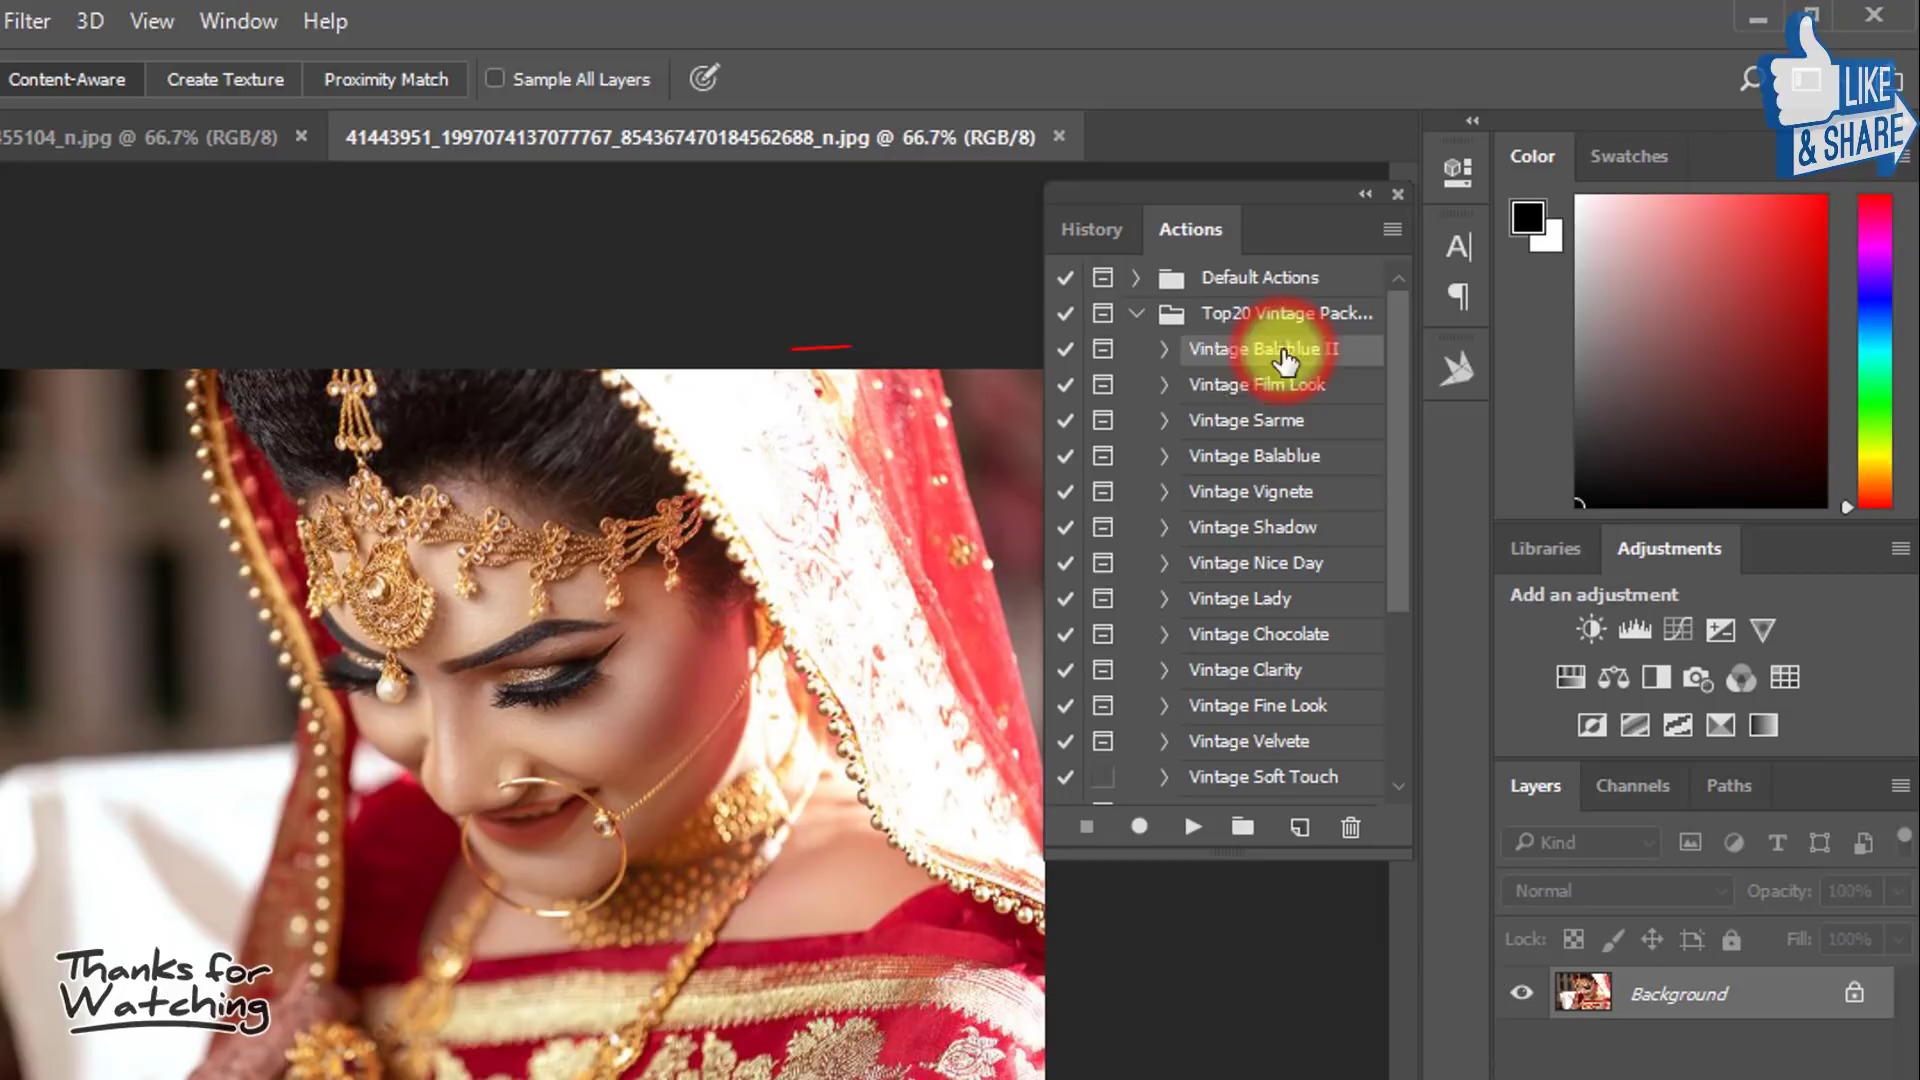 Filter 3D View Window Help
Content-Aware Create Texture Proximity Match Sample All Layers
LIKE
& SHARE
455104_n.jpg @ 66.7% (RGB/8) × 41443951_1997074137077767_854367470184562688_n.jpg @ 66.7% (RGB/8) ×
Color Swatches
History Actions
Default Actions
Top20 Vintage Pack...
Vintage Balablue II
Vintage Film Look
Vintage Sarme
Vintage Balablue
Vintage Vignete
Vintage Shadow
Vintage Nice Day
Vintage Lady
Vintage Chocolate
Vintage Clarity
Vintage Fine Look
Vintage Velvete
Vintage Soft Touch
Libraries Adjustments
Add an adjustment
Layers Channels Paths
Kind
Normal Opacity: 100%
Lock: Fill: 100%
Background
Thanks for
Watching